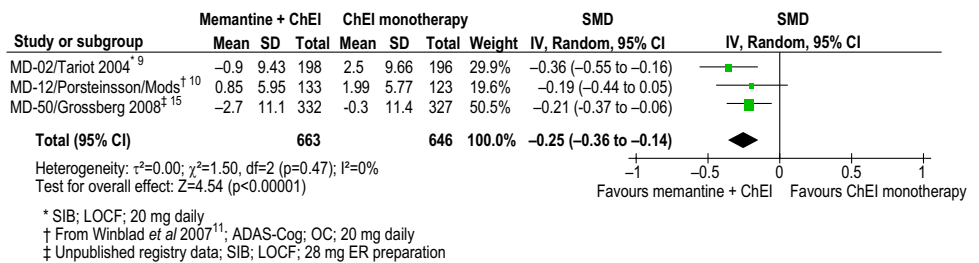 Memantine + ChEI ChEI monotherapy SMD SMD
Study or subgroup Mean SD Total Mean SD Total Weight IV, Random, 95% CI IV, Random, 95% CI
MD-02/Tariot 2004* 9 –0.9 9.43 198 2.5 9.66 196 29.9% –0.36 (–0.55 to –0.16)
MD-12/Porsteinsson/Mods† 10 0.85 5.95 133 1.99 5.77 123 19.6% –0.19 (–0.44 to 0.05)
MD-50/Grossberg 2008‡ 15 –2.7 11.1 332 –0.3 11.4 327 50.5% –0.21 (–0.37 to –0.06)
Total (95% CI) 663 646 100.0% –0.25 (–0.36 to –0.14)
Heterogeneity: τ²=0.00; χ²=1.50, df=2 (p=0.47); I²=0%
Test for overall effect: Z=4.54 (p<0.00001)
–1 –0.5 0 0.5 1
Favours memantine + ChEI Favours ChEI monotherapy
* SIB; LOCF; 20 mg daily
† From Winblad et al 200711; ADAS-Cog; OC; 20 mg daily
‡ Unpublished registry data; SIB; LOCF; 28 mg ER preparation